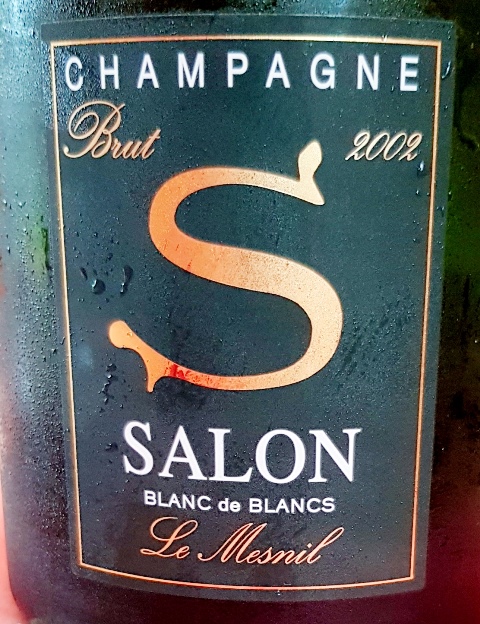 CHAMPAGNE
Brut 2002
S
SALON
BLANC de BLANCS
Le Mesnil